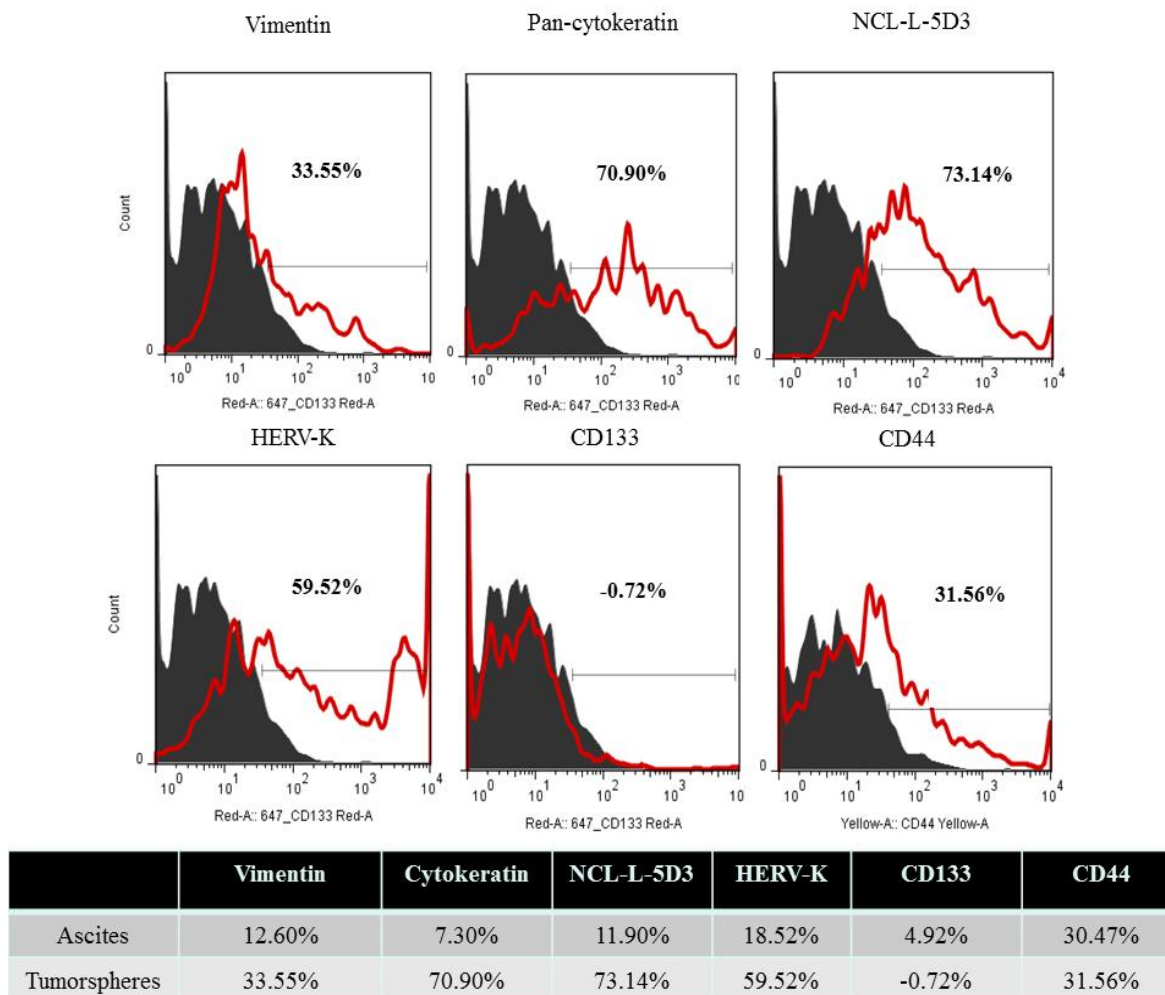 Vimentin Pan-cytokeratin NCL-L-5D3
33.55% 70.90% 73.14%
Count
0
10^0 10^1 10^2 10^3 10 10^0 10^1 10^2 10^3 10 10^0 10^1 10^2 10^3 10^4
Red-A:: 647_CD133 Red-A Red-A:: 647_CD133 Red-A Red-A:: 647_CD133 Red-A
HERV-K CD133 CD44
59.52% -0.72% 31.56%
Count
0 0
10^0 10^1 10^2 10^3 10^4 10^0 10^1 10^2 10^3 10^4 10^0 10^1 10^2 10^3 10^4
Red-A:: 647_CD133 Red-A Red-A:: 647_CD133 Red-A Yellow-A:: CD44 Yellow-A
Vimentin Cytokeratin NCL-L-5D3 HERV-K CD133 CD44
Ascites 12.60% 7.30% 11.90% 18.52% 4.92% 30.47%
Tumorspheres 33.55% 70.90% 73.14% 59.52% -0.72% 31.56%